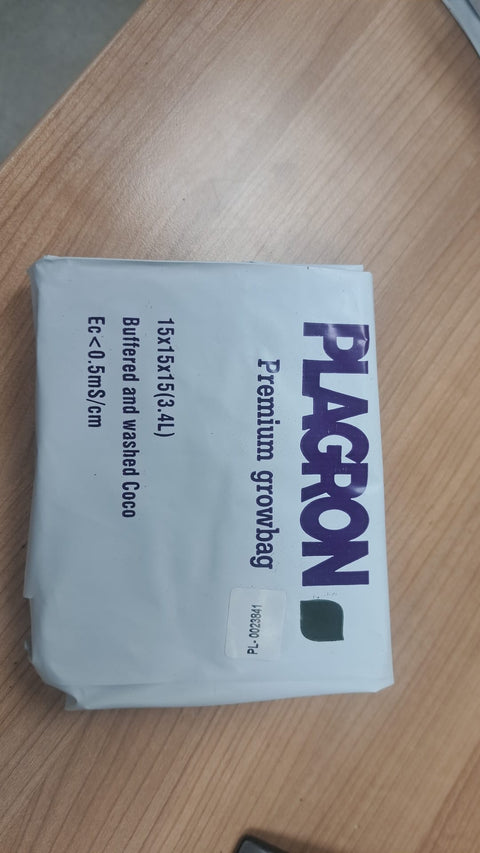 PLAGRON
Premium growbag
15x15x15(3.4L)
Buffered and washed Coco
Ec<0.5mS/cm
PL-0023841